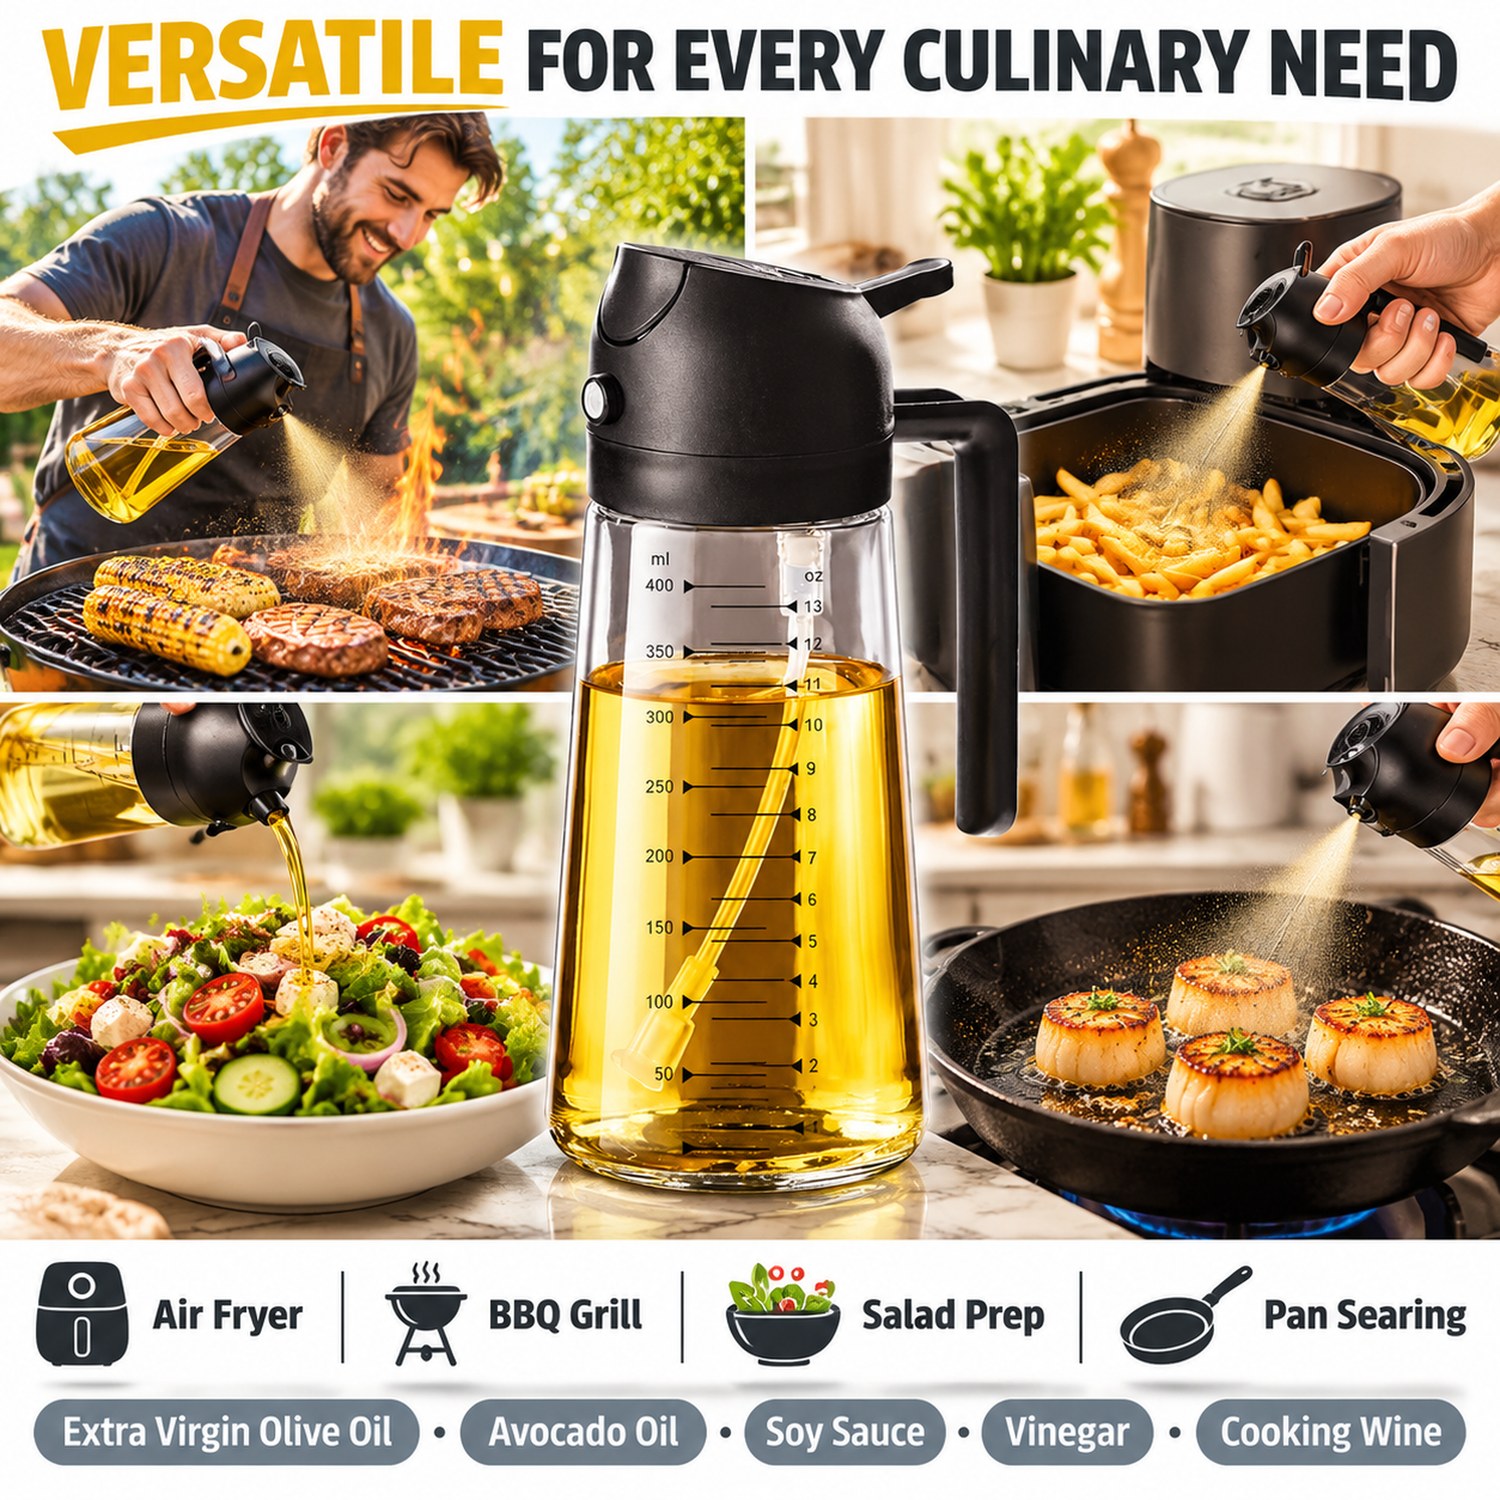 VERSATILE FOR EVERY CULINARY NEED
ml
400
350
300
250
200
150
100
50
oz
13
12
11
10
9
8
7
6
5
4
3
2
1
Air Fryer
BBQ Grill
Salad Prep
Pan Searing
Extra Virgin Olive Oil • Avocado Oil • Soy Sauce • Vinegar • Cooking Wine